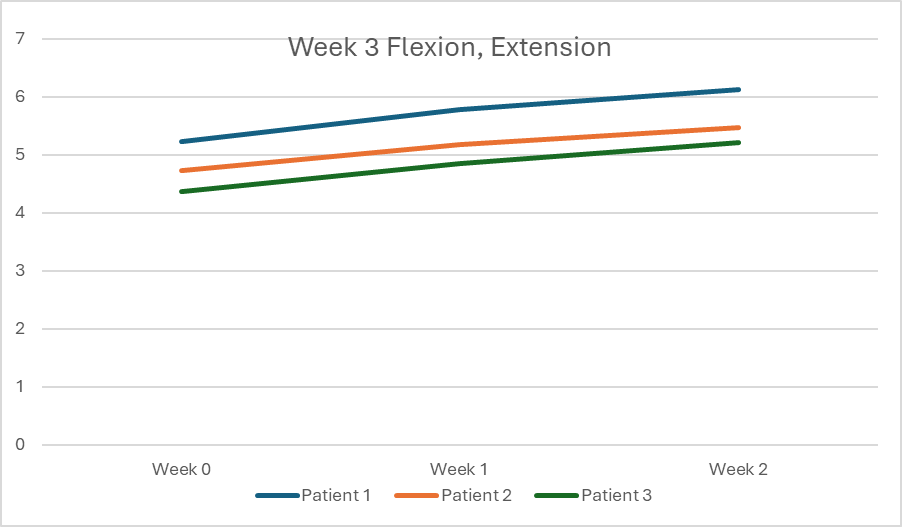 Week 3 Flexion, Extension
7
6
5
4
3
2
1
0
Week 0 Week 1 Week 2
Patient 1 Patient 2 Patient 3